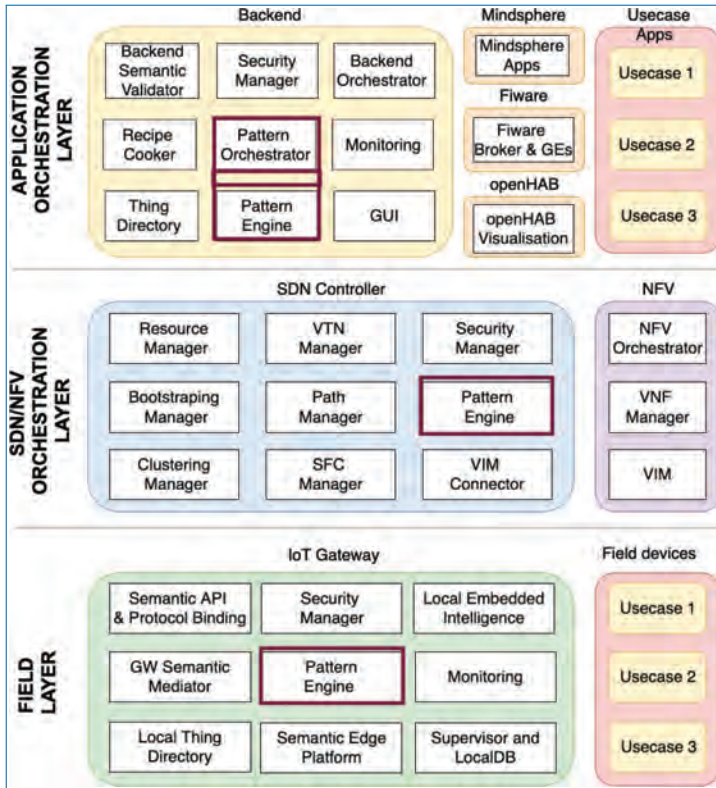 Backend
Mindsphere
Usecase
Apps
APPLICATION
ORCHESTRATION
LAYER
Backend
Semantic
Validator
Security
Manager
Backend
Orchestrator
Mindsphere
Apps
Usecase 1
Fiware
Recipe
Cooker
Pattern
Orchestrator
Monitoring
Fiware
Broker & GEs
Usecase 2
openHAB
Thing
Directory
Pattern
Engine
GUI
openHAB
Visualisation
Usecase 3
SDN Controller
NFV
SDN/NFV
ORCHESTRATION
LAYER
Resource
Manager
VTN
Manager
Security
Manager
NFV
Orchestrator
Bootstraping
Manager
Path
Manager
Pattern
Engine
VNF
Manager
Clustering
Manager
SFC
Manager
VIM
Connector
VIM
IoT Gateway
Field devices
FIELD
LAYER
Semantic API
& Protocol Binding
Security
Manager
Local Embedded
Intelligence
Usecase 1
GW Semantic
Mediator
Pattern
Engine
Monitoring
Usecase 2
Local Thing
Directory
Semantic Edge
Platform
Supervisor and
LocalDB
Usecase 3